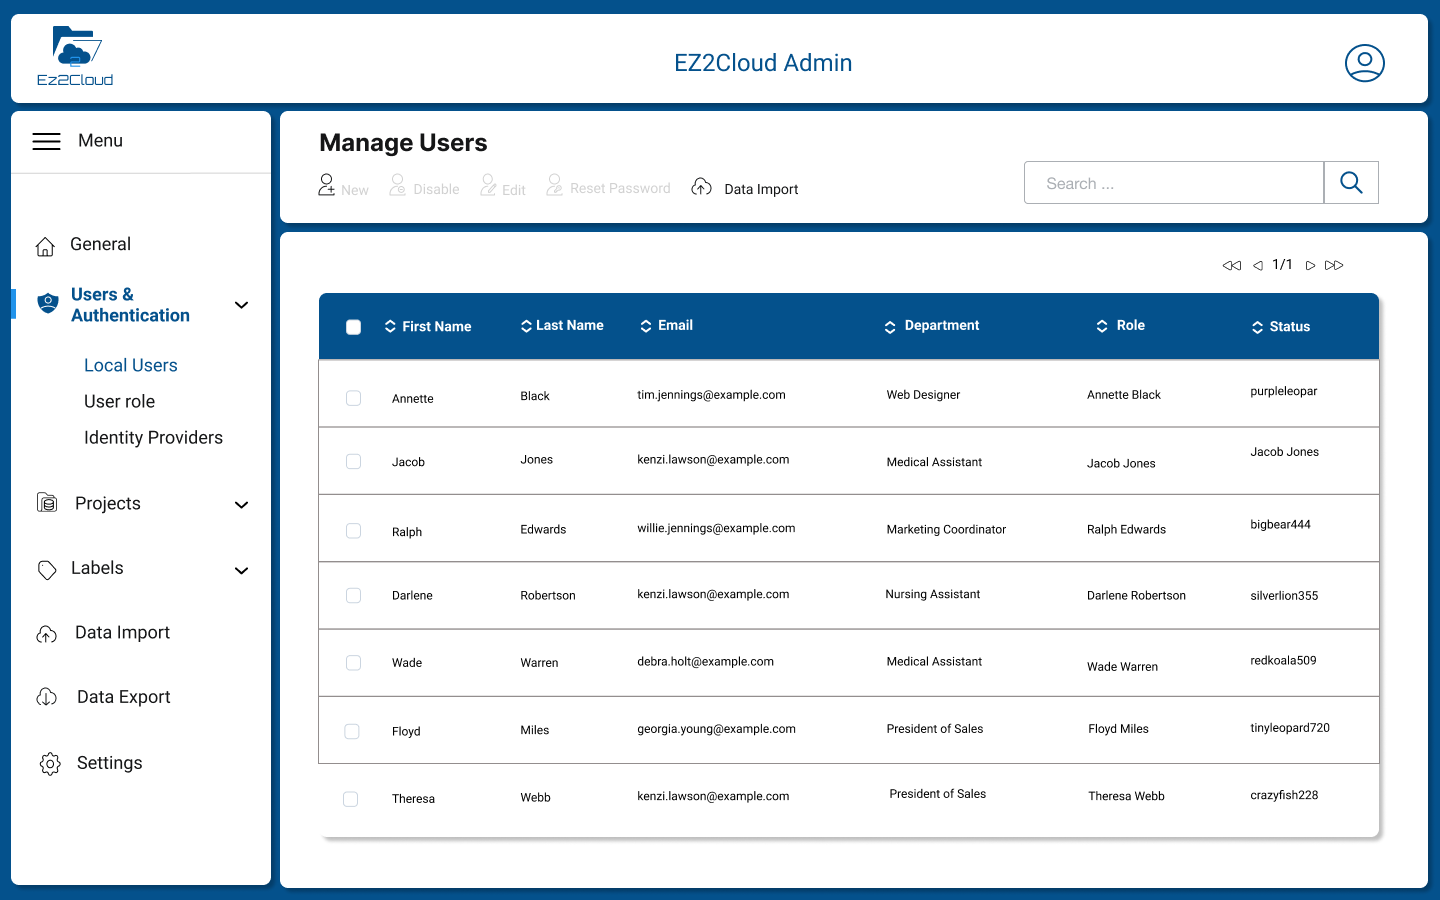 Ez2Cloud
EZ2Cloud Admin
Menu
General
Users &
Authentication
Local Users
User role
Identity Providers
Projects
Labels
Data Import
Data Export
Settings
Manage Users
New Disable Edit Reset Password Data Import
Search ...
1/1
First Name Last Name Email Department Role Status
Annette Black tim.jennings@example.com Web Designer Annette Black purpleleopar
Jacob Jones kenzi.lawson@example.com Medical Assistant Jacob Jones Jacob Jones
Ralph Edwards willie.jennings@example.com Marketing Coordinator Ralph Edwards bigbear444
Darlene Robertson kenzi.lawson@example.com Nursing Assistant Darlene Robertson silverlion355
Wade Warren debra.holt@example.com Medical Assistant Wade Warren redkoala509
Floyd Miles georgia.young@example.com President of Sales Floyd Miles tinyleopard720
Theresa Webb kenzi.lawson@example.com President of Sales Theresa Webb crazyfish228